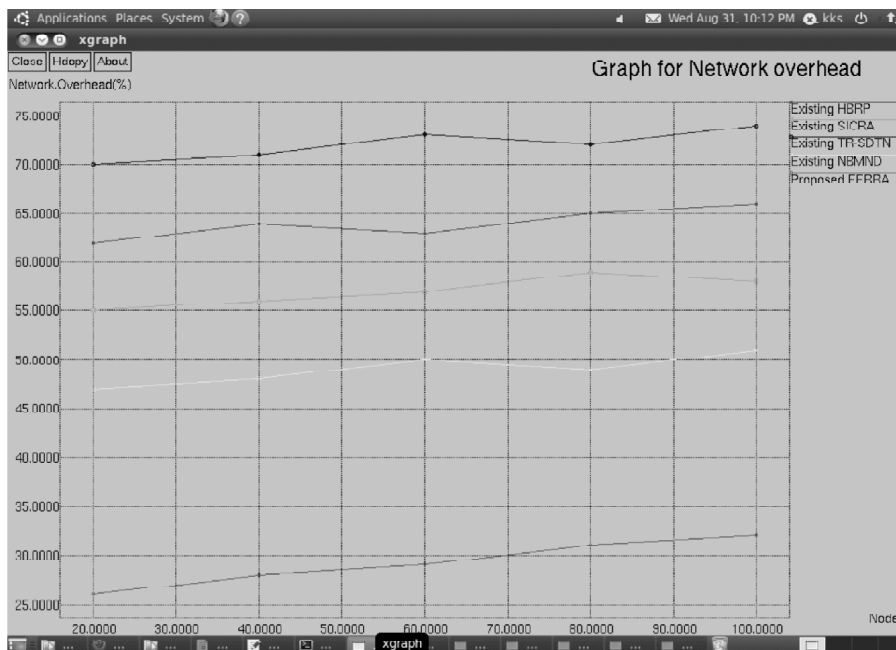 Applications Places System
Wed Aug 31, 10:12 PM kks
xgraph
Close Hdcpy About
Graph for Network overhead
Network.Overhead(%)
75.0000
70.0000
65.0000
60.0000
55.0000
50.0000
45.0000
40.0000
35.0000
30.0000
25.0000
Existing HBRP
Existing SICRA
Existing TR-SDTN
Existing NBMND
Proposed EERRA
Node
20.0000 30.0000 40.0000 50.0000 60.0000 70.0000 80.0000 90.0000 100.0000
xgraph